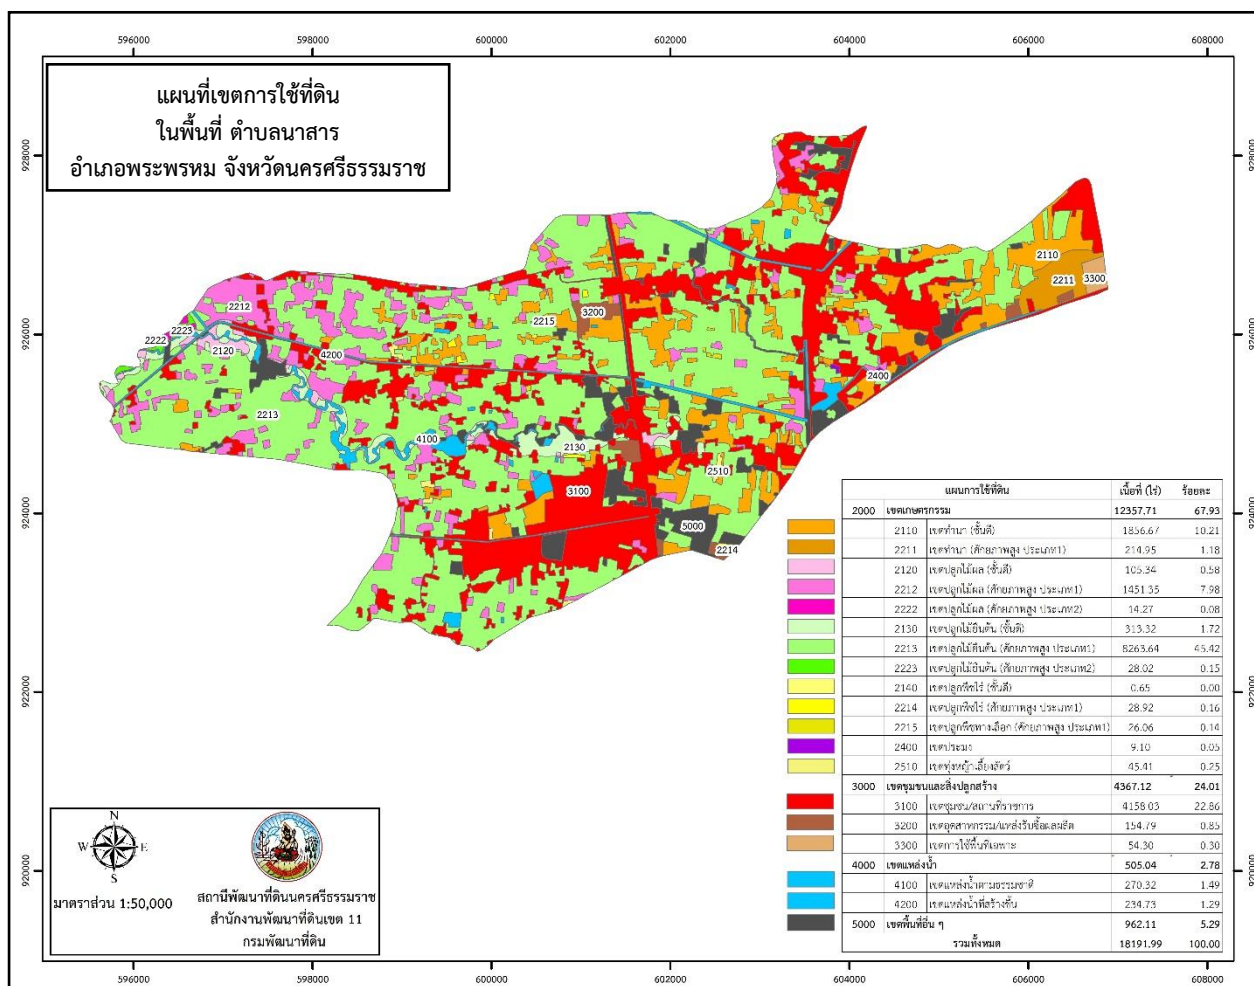 596000 598000 600000 602000 604000 606000 608000
แผนที่เขตการใช้ที่ดิน
ในพื้นที่ ตำบลนาสาร
อำเภอพระพรหม จังหวัดนครศรีธรรมราช
928000 928000
926000 926000
924000 924000
922000 922000
920000 920000
2110
2211
3300
2212
2215
3200
2223
2222
2120
4200
2400
2213
4100
2130
2510
3100
5000
2214
แผนการใช้ที่ดิน เนื้อที่ (ไร่) ร้อยละ
2000 เขตเกษตรกรรม 12357.71 67.93
2110 เขตทำนา (ชั้นดี) 1856.67 10.21
2211 เขตทำนา (ศักยภาพสูง ประเภท1) 214.95 1.18
2120 เขตปลูกไม้ผล (ชั้นดี) 105.34 0.58
2212 เขตปลูกไม้ผล (ศักยภาพสูง ประเภท1) 1451.35 7.98
2222 เขตปลูกไม้ผล (ศักยภาพสูง ประเภท2) 14.27 0.08
2130 เขตปลูกไม้ยืนต้น (ชั้นดี) 313.32 1.72
2213 เขตปลูกไม้ยืนต้น (ศักยภาพสูง ประเภท1) 8263.64 45.42
2223 เขตปลูกไม้ยืนต้น (ศักยภาพสูง ประเภท2) 28.02 0.15
2140 เขตปลูกพืชไร่ (ชั้นดี) 0.65 0.00
2214 เขตปลูกพืชไร่ (ศักยภาพสูง ประเภท1) 28.92 0.16
2215 เขตปลูกพืชทางเลือก (ศักยภาพสูง ประเภท1) 26.06 0.14
2400 เขตประมง 9.10 0.05
2510 เขตทุ่งหญ้าเลี้ยงสัตว์ 45.41 0.25
3000 เขตชุมชนและสิ่งปลูกสร้าง 4367.12 24.01
3100 เขตชุมชน/สถานที่ราชการ 4158.03 22.86
3200 เขตอุตสาหกรรม/แหล่งรับซื้อผลผลิต 154.79 0.85
3300 เขตการใช้พื้นที่เฉพาะ 54.30 0.30
4000 เขตแหล่งน้ำ 505.04 2.78
4100 เขตแหล่งน้ำตามธรรมชาติ 270.32 1.49
4200 เขตแหล่งน้ำที่สร้างขึ้น 234.73 1.29
5000 เขตพื้นที่อื่น ๆ 962.11 5.29
รวมทั้งหมด 18191.99 100.00
N
W E
S
มาตราส่วน 1:50,000
สถานีพัฒนาที่ดินนครศรีธรรมราช
สำนักงานพัฒนาที่ดินเขต 11
กรมพัฒนาที่ดิน
596000 598000 600000 602000 604000 606000 608000